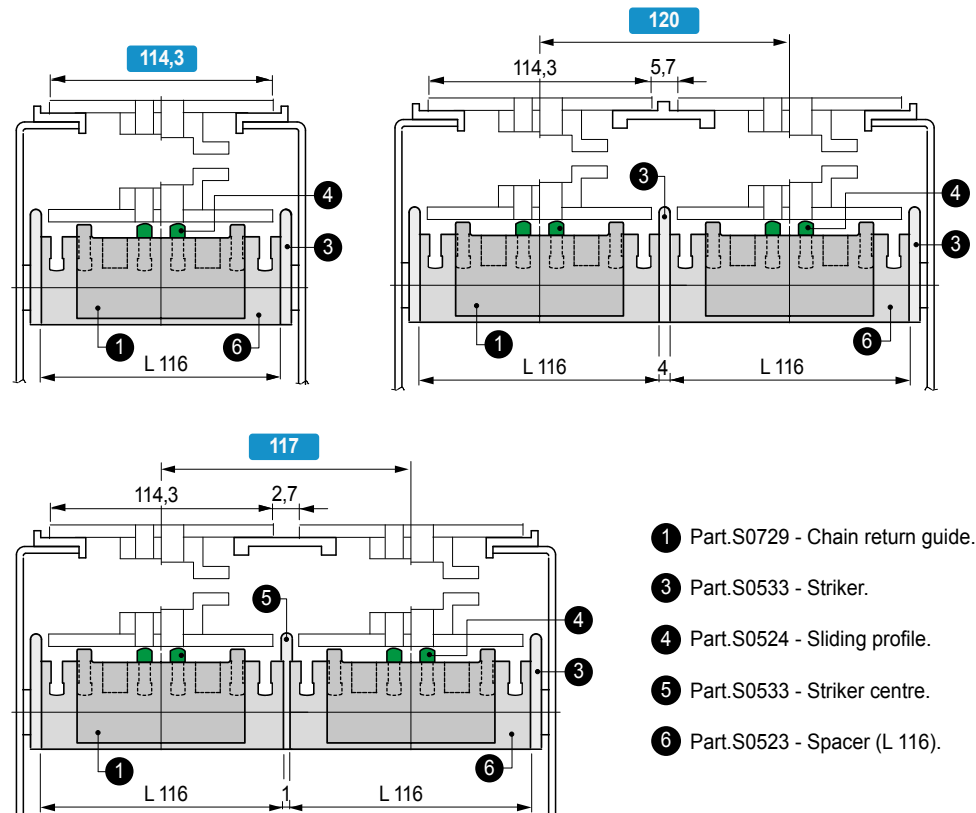 114,3
4
3
1
6
L 116
120
114,3 5,7
3
4
3
1
6
L 116 4 L 116
117
114,3 2,7
5
4
3
1
6
L 116 1 L 116
1 Part.S0729 - Chain return guide.
3 Part.S0533 - Striker.
4 Part.S0524 - Sliding profile.
5 Part.S0533 - Striker centre.
6 Part.S0523 - Spacer (L 116).